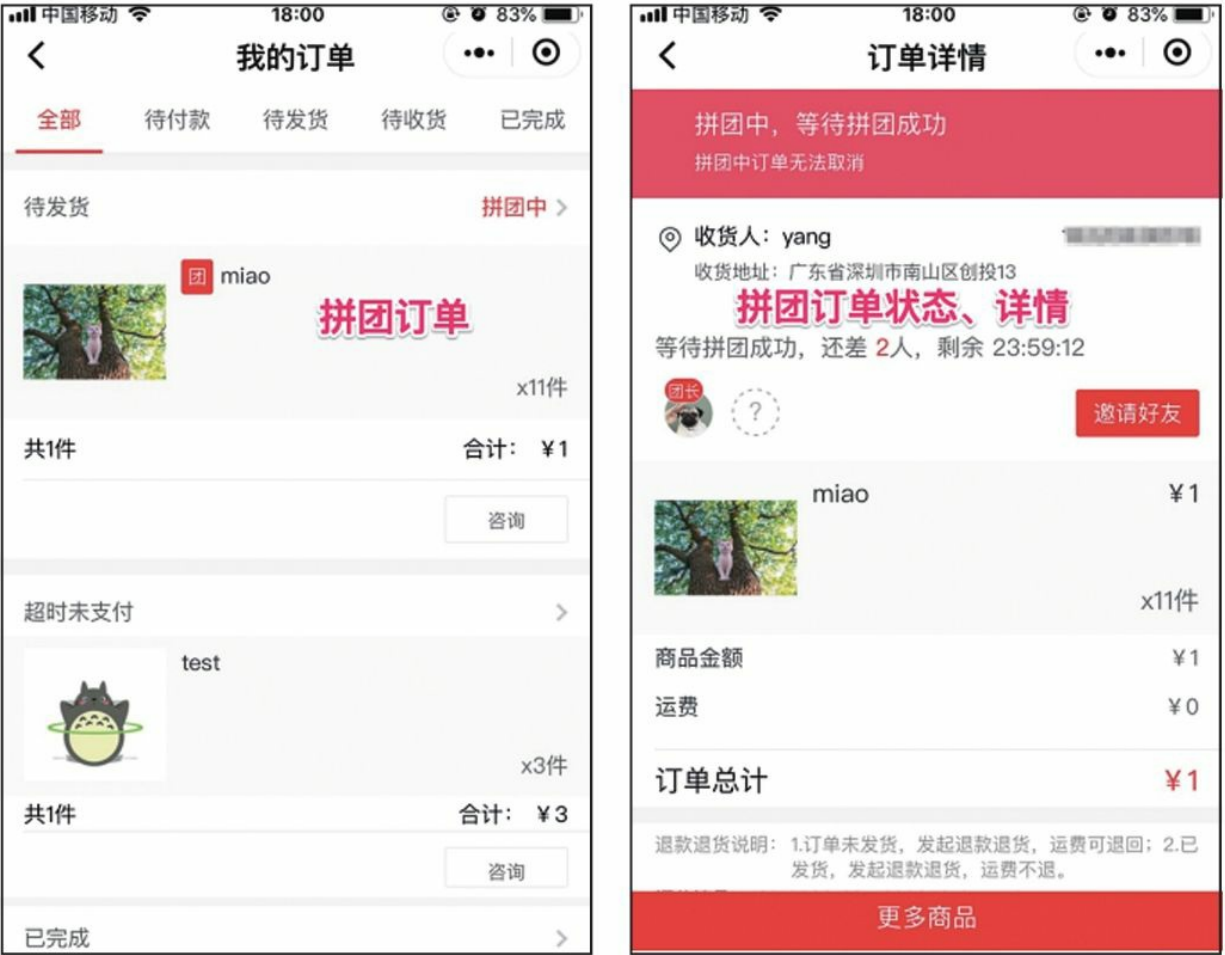 中国移动 18:00 83%
我的订单
全部 待付款 待发货 待收货 已完成
待发货 拼团中
团 miao
拼团订单
x11件
共1件 合计: ¥1
咨询
超时未支付
test
x3件
共1件 合计: ¥3
咨询
已完成
中国移动 18:00 83%
订单详情
拼团中，等待拼团成功
拼团中订单无法取消
收货人：yang
收货地址：广东省深圳市南山区创投13
拼团订单状态、详情
等待拼团成功，还差 2人，剩余 23:59:12
团长
?
邀请好友
miao ¥1
x11件
商品金额 ¥1
运费 ¥0
订单总计 ¥1
退款退货说明：1.订单未发货，发起退款退货，运费可退回；2.已
发货，发起退款退货，运费不退。
更多商品